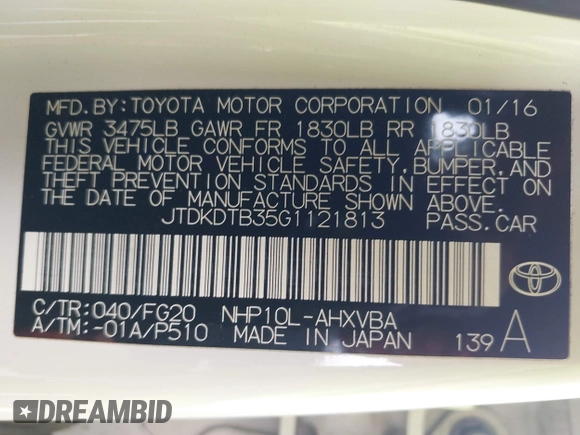 MFD. BY: TOYOTA MOTOR CORPORATION 01/16
GVWR 3475LB GAWR FR 1830LB RR 1830LB
THIS VEHICLE CONFORMS TO ALL APPLICABLE
FEDERAL MOTOR VEHICLE SAFETY, BUMPER, AND
THEFT PREVENTION STANDARDS IN EFFECT ON
THE DATE OF MANUFACTURE SHOWN ABOVE.
JTDKDTB35G1121813 PASS. CAR
C/TR: 040/FG20 NHP10L-AHXVBA
A/TM: -01A/P510 MADE IN JAPAN 139 A
TOYOTA
DREAMBID